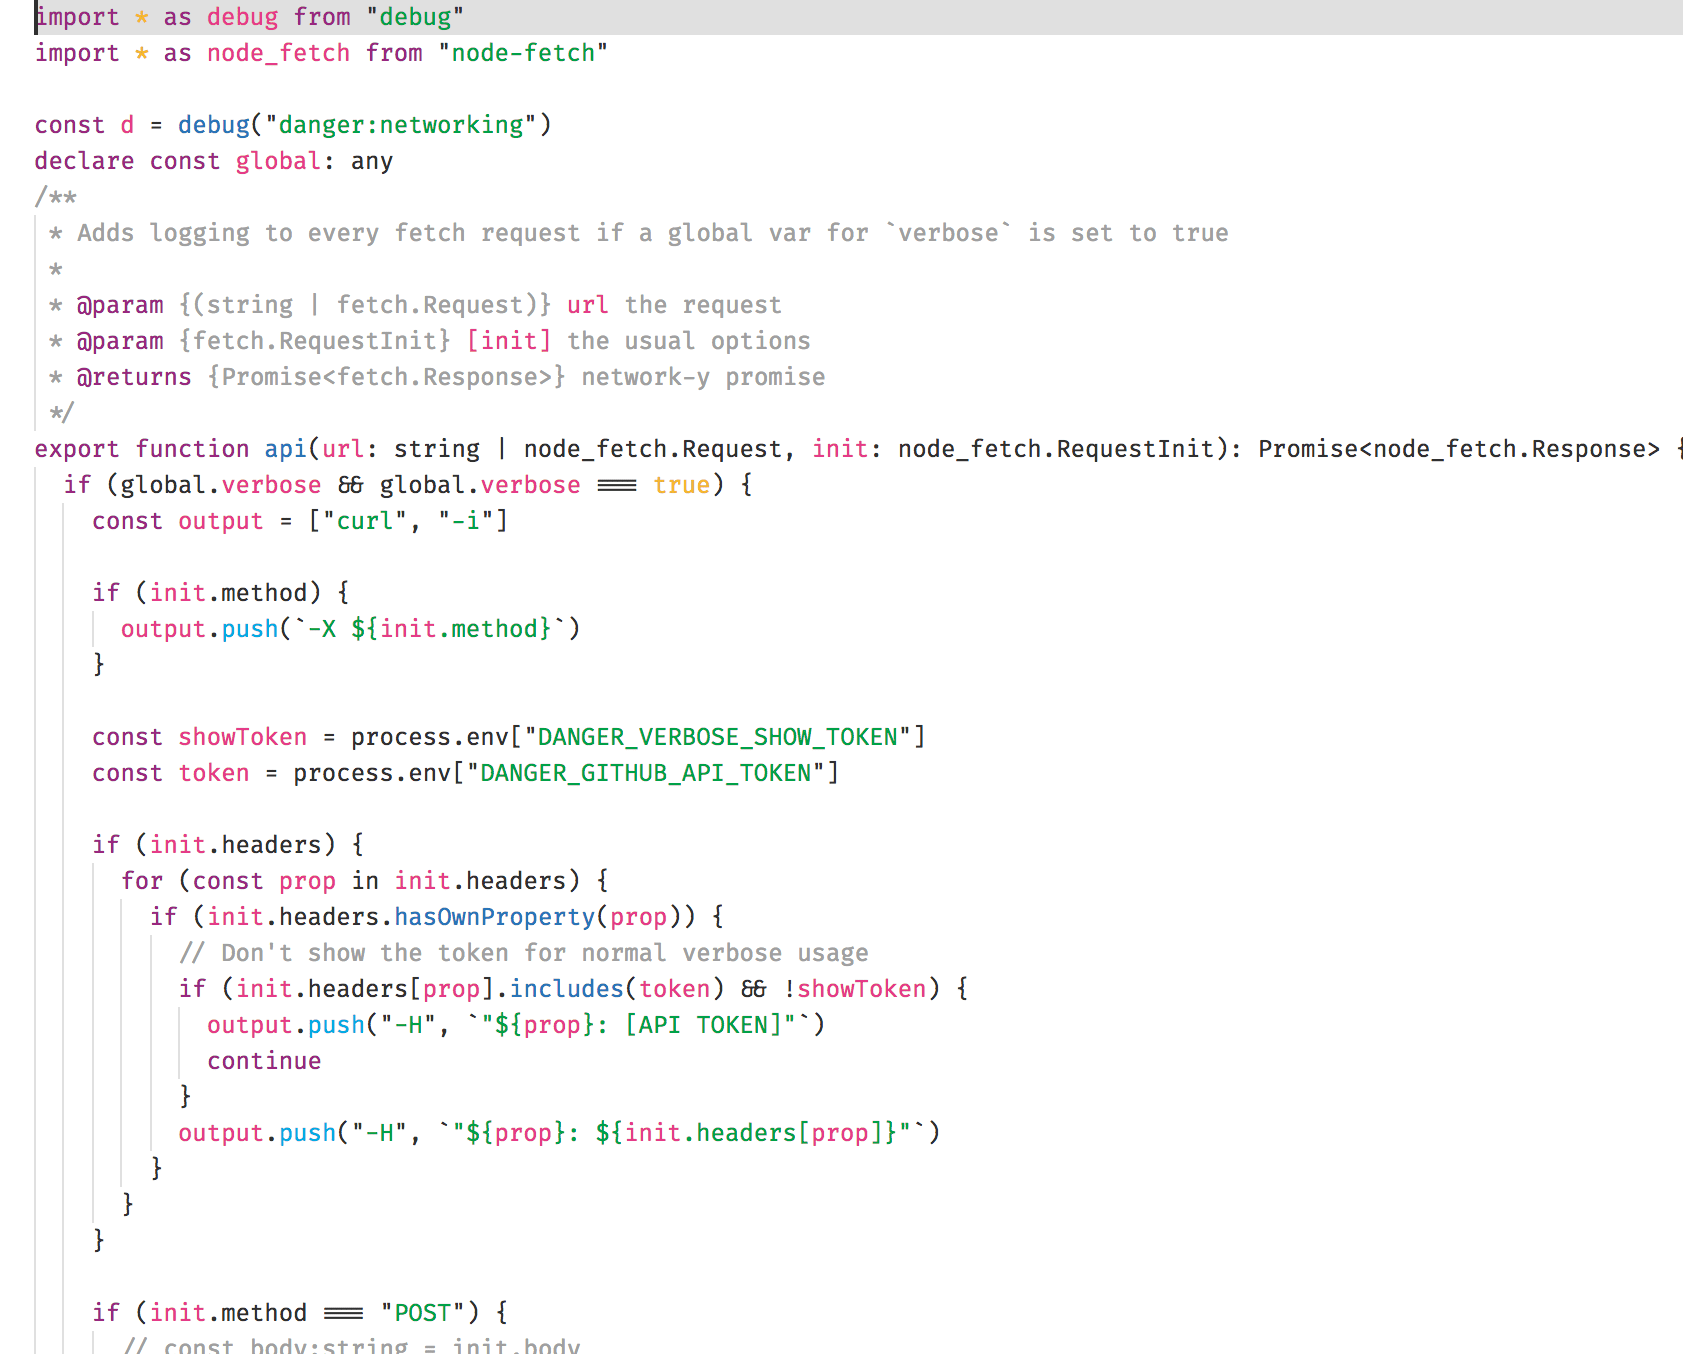 import * as debug from "debug"
import * as node_fetch from "node-fetch"

const d = debug("danger:networking")
declare const global: any
/**
 * Adds logging to every fetch request if a global var for `verbose` is set to true
 *
 * @param {(string | fetch.Request)} url the request
 * @param {fetch.RequestInit} [init] the usual options
 * @returns {Promise<fetch.Response>} network-y promise
 */
export function api(url: string | node_fetch.Request, init: node_fetch.RequestInit): Promise<node_fetch.Response> {
  if (global.verbose && global.verbose === true) {
    const output = ["curl", "-i"]

    if (init.method) {
      output.push(`-X ${init.method}`)
    }

    const showToken = process.env["DANGER_VERBOSE_SHOW_TOKEN"]
    const token = process.env["DANGER_GITHUB_API_TOKEN"]

    if (init.headers) {
      for (const prop in init.headers) {
        if (init.headers.hasOwnProperty(prop)) {
          // Don't show the token for normal verbose usage
          if (init.headers[prop].includes(token) && !showToken) {
            output.push("-H", `"${prop}: [API TOKEN]"`)
            continue
          }
          output.push("-H", `"${prop}: ${init.headers[prop]}"`)
        }
      }
    }

    if (init.method === "POST") {
      // const body:string = init.body